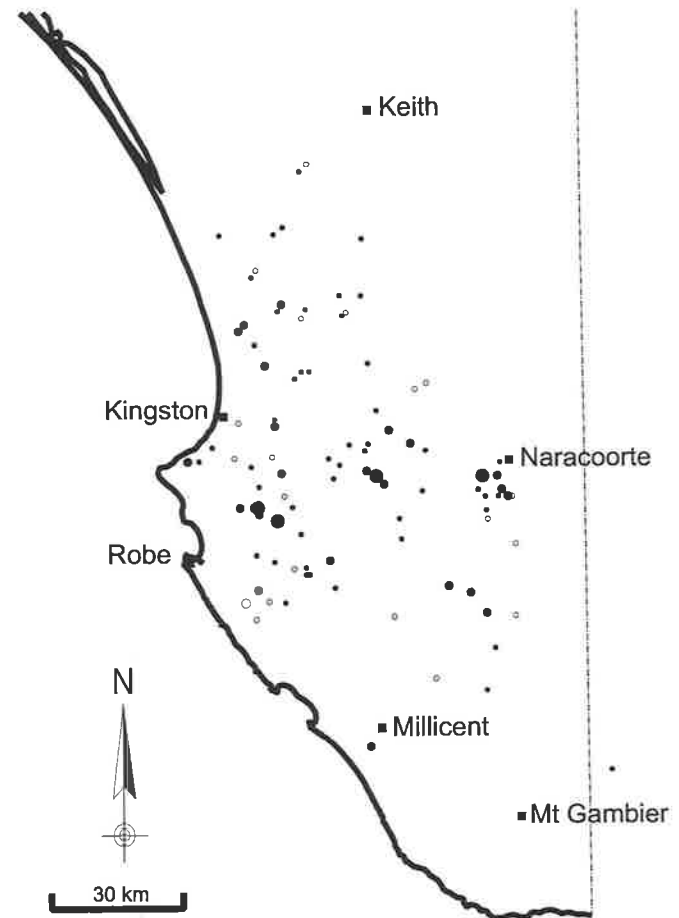 Keith
Kingston
Naracoorte
Robe
N
Millicent
Mt Gambier
30 km